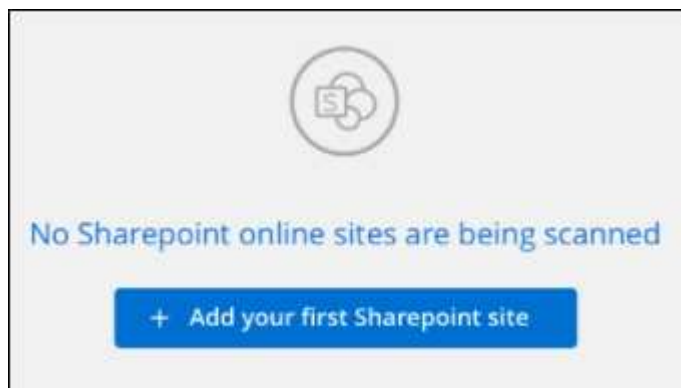 S
No Sharepoint online sites are being scanned
+ Add your first Sharepoint site